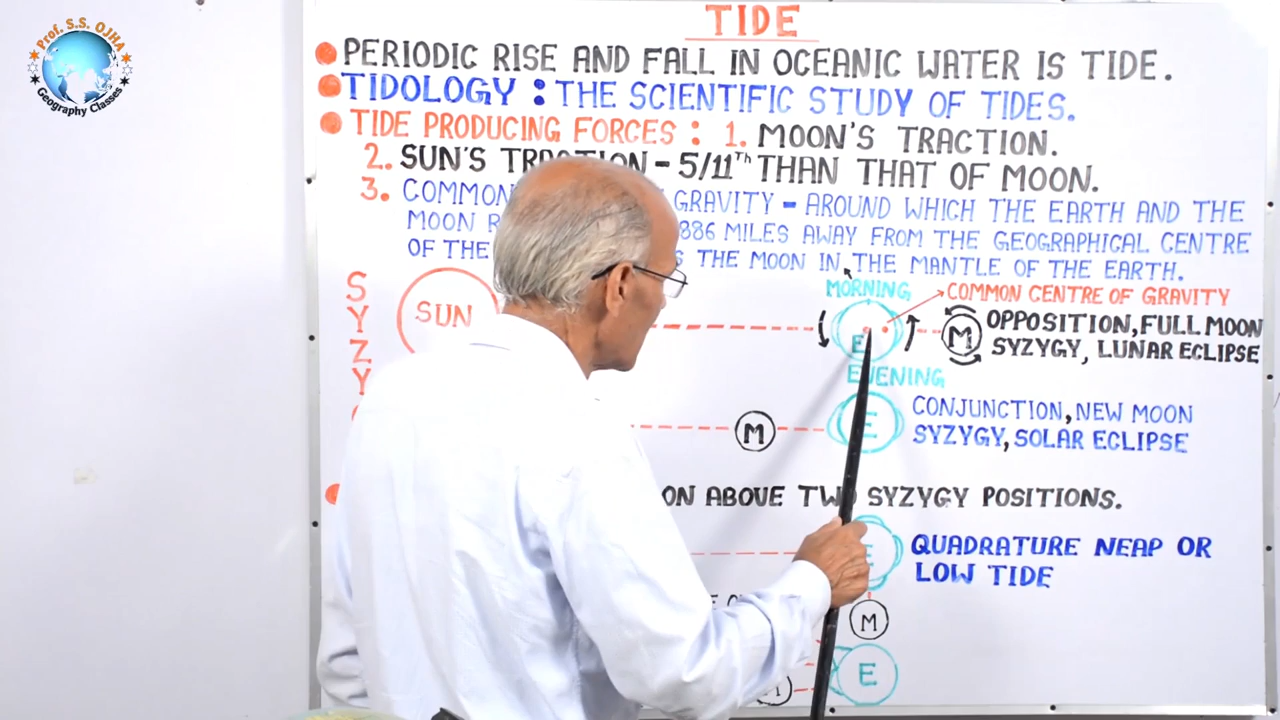 Prof. S.S. OJHA
Geography Classes
TIDE
PERIODIC RISE AND FALL IN OCEANIC WATER IS TIDE.
TIDOLOGY : THE SCIENTIFIC STUDY OF TIDES.
TIDE PRODUCING FORCES : 1. MOON'S TRACTION.
2. SUN'S TRACTION - 5/11Th THAN THAT OF MOON.
3. COMMON GRAVITY - AROUND WHICH THE EARTH AND THE
MOON 886 MILES AWAY FROM THE GEOGRAPHICAL CENTRE
OF THE THE MOON IN THE MANTLE OF THE EARTH.
MORNING
COMMON CENTRE OF GRAVITY
S
Y
Z
Y
SUN
E
M
OPPOSITION, FULL MOON
SYZYGY, LUNAR ECLIPSE
EVENING
M
E
CONJUNCTION, NEW MOON
SYZYGY, SOLAR ECLIPSE
ON ABOVE TWO SYZYGY POSITIONS.
E
QUADRATURE NEAP OR
LOW TIDE
M
E
M